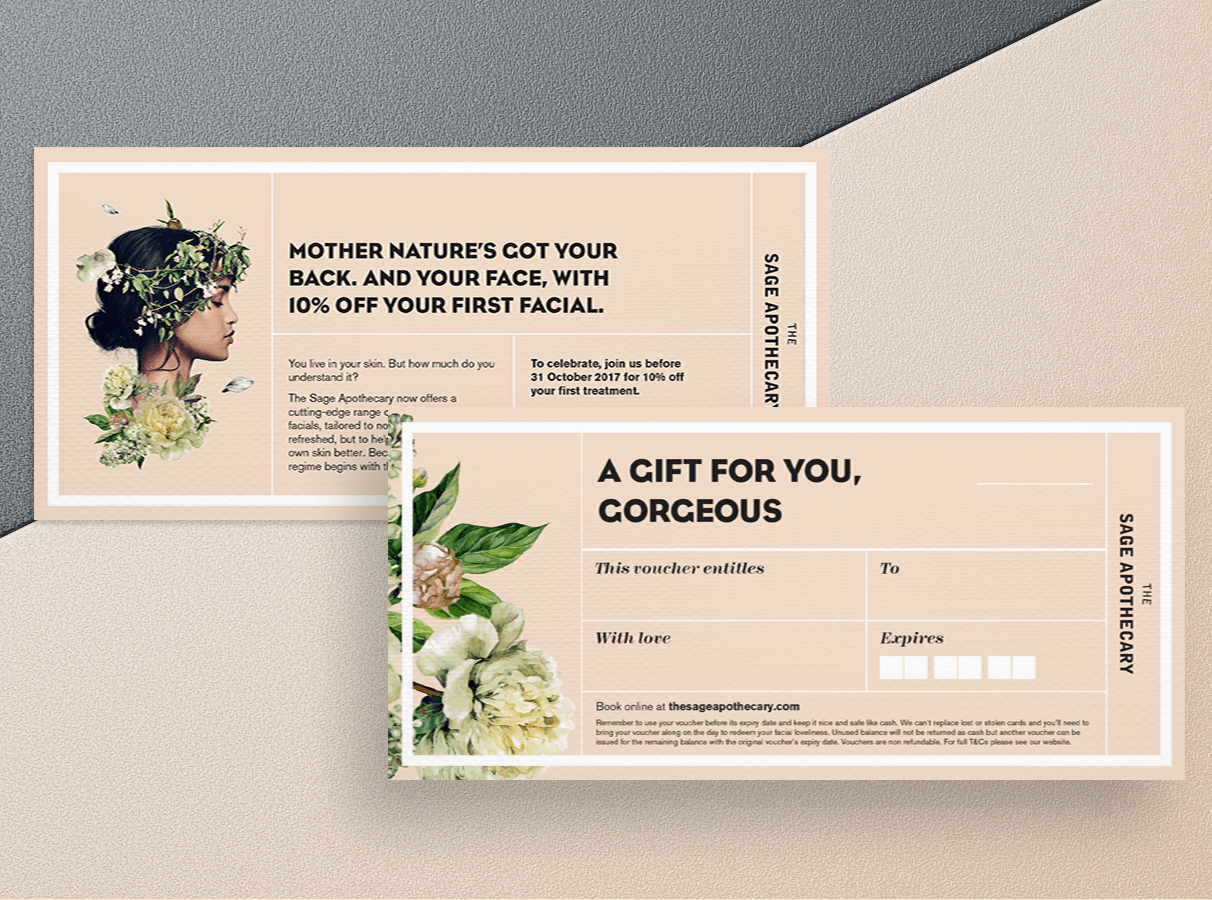 MOTHER NATURE'S GOT YOUR
BACK. AND YOUR FACE, WITH
10% OFF YOUR FIRST FACIAL.
You live in your skin. But how much do you
understand it?
The Sage Apothecary now offers a
cutting-edge range
facials, tailored to
refreshed, but to
own skin better.
regime begins with
To celebrate, join us before
31 October 2017 for 10% off
your first treatment.
THE
SAGE APOTHECARY
A GIFT FOR YOU,
GORGEOUS
This voucher entitles
To
With love
Expires
Book online at thesageapothecary.com
Remember to use your voucher before its expiry date and keep it nice and safe like cash. We can't replace lost or stolen cards and you'll need to
bring your voucher along on the day to redeem your facial loveliness. Unused balance will not be returned as cash but another voucher can be
issued for the remaining balance with the original voucher's expiry date. Vouchers are non refundable. For full T&Cs please see our website.
THE
SAGE APOTHECARY